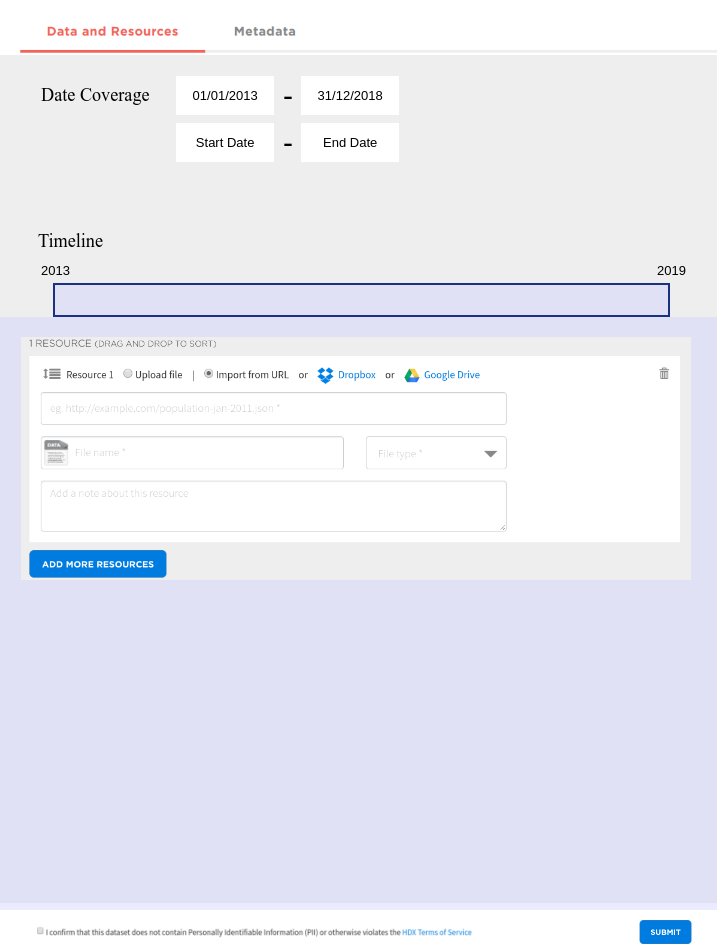 Data and Resources Metadata
Date Coverage 01/01/2013 - 31/12/2018
Start Date - End Date
Timeline
2013 2019
1 RESOURCE (DRAG AND DROP TO SORT)
Resource 1 Upload file | Import from URL or Dropbox or Google Drive
eg. http://example.com/population-jan-2011.json *
DATA File name * File type *
Add a note about this resource
ADD MORE RESOURCES
I confirm that this dataset does not contain Personally Identifiable Information (PII) or otherwise violates the HDX Terms of Service SUBMIT